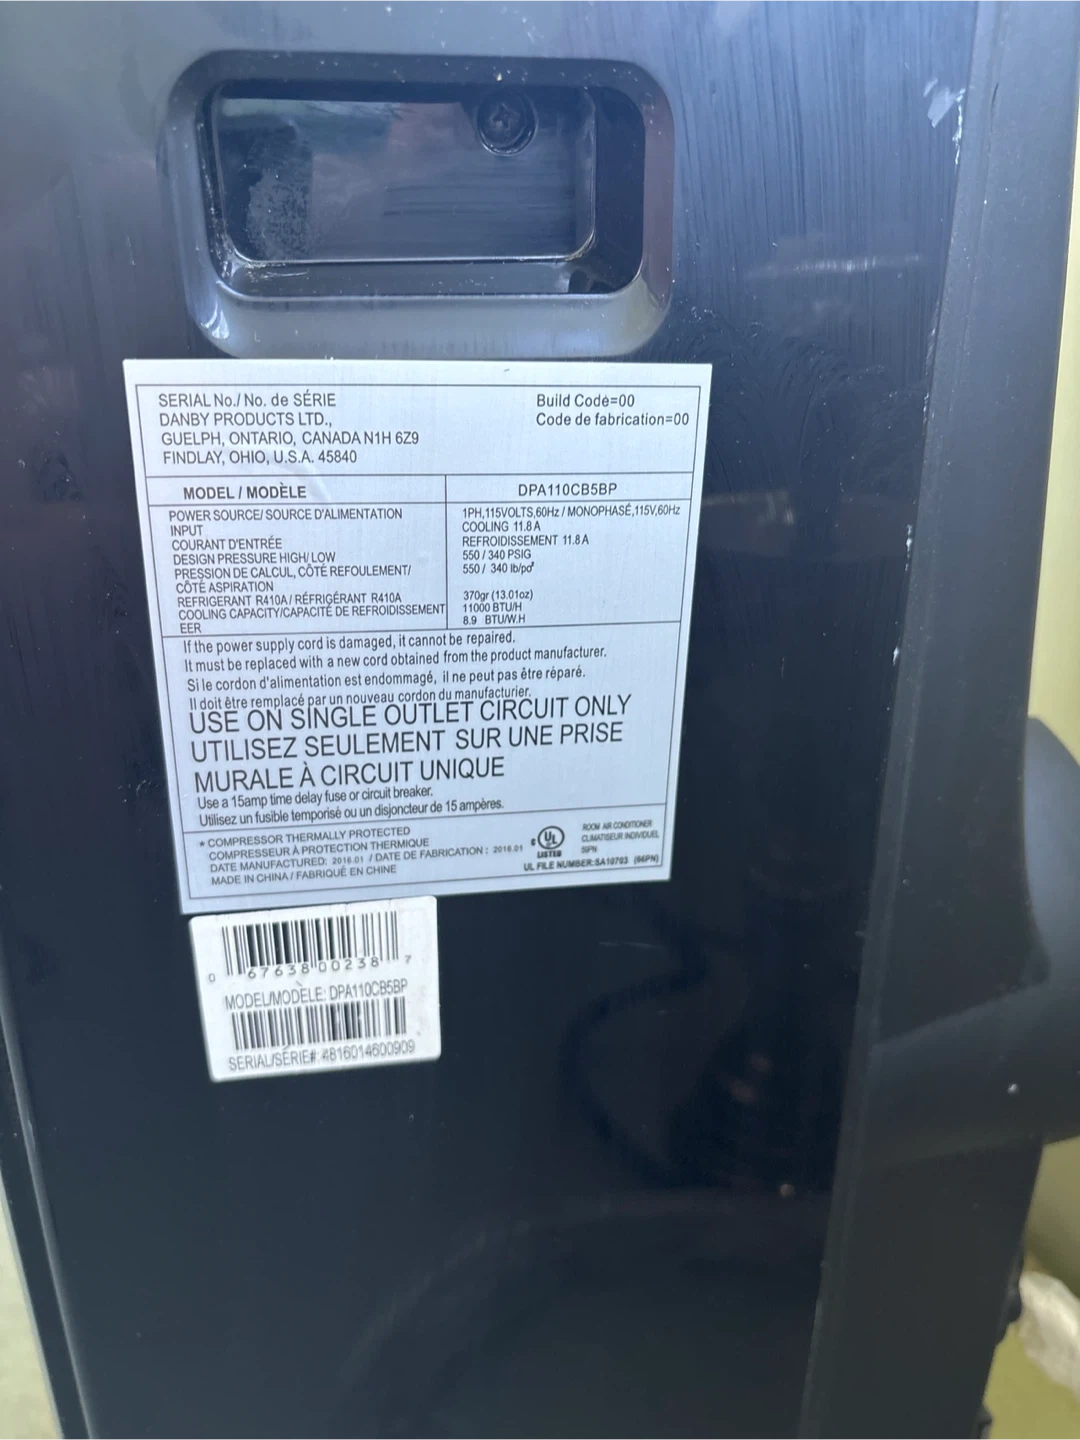 SERIAL No./ No. de SÉRIE
DANBY PRODUCTS LTD.,
GUELPH, ONTARIO, CANADA N1H 6Z9
FINDLAY, OHIO, U.S.A. 45840
Build Code=00
Code de fabrication=00
MODEL / MODÈLE DPA110CB5BP
POWER SOURCE/ SOURCE D'ALIMENTATION 1PH,115VOLTS,60Hz / MONOPHASÉ,115V,60Hz
INPUT COOLING 11.8 A
COURANT D'ENTRÉE REFROIDISSEMENT 11.8 A
DESIGN PRESSURE HIGH/ LOW 550 / 340 PSIG
PRESSION DE CALCUL, CÔTÉ REFOULEMENT/ 550 / 340 lb/po²
CÔTÉ ASPIRATION
REFRIGERANT R410A / RÉFRIGÉRANT R410A 370gr (13.01oz)
COOLING CAPACITY/CAPACITÉ DE REFROIDISSEMENT 11000 BTU/H
EER 8.9 BTU/W.H
If the power supply cord is damaged, it cannot be repaired.
It must be replaced with a new cord obtained from the product manufacturer.
Si le cordon d'alimentation est endommagé, il ne peut pas être réparé.
Il doit être remplacé par un nouveau cordon du manufacturier.
USE ON SINGLE OUTLET CIRCUIT ONLY
UTILISEZ SEULEMENT SUR UNE PRISE
MURALE À CIRCUIT UNIQUE
Use a 15amp time delay fuse or circuit breaker.
Utilisez un fusible temporisé ou un disjoncteur de 15 ampères.
* COMPRESSOR THERMALLY PROTECTED
COMPRESSEUR À PROTECTION THERMIQUE
DATE MANUFACTURED: 2016.01 / DATE DE FABRICATION : 2016.01
MADE IN CHINA / FABRIQUÉ EN CHINE
c UL
LISTED
ROOM AIR CONDITIONER
CLIMATISEUR INDIVIDUEL
UL FILE NUMBER:SA10703 (96PN)
0 67638 00238 7
MODEL/MODÈLE: DPA110CB5BP
SERIAL/SÉRIE#: 4816014600909